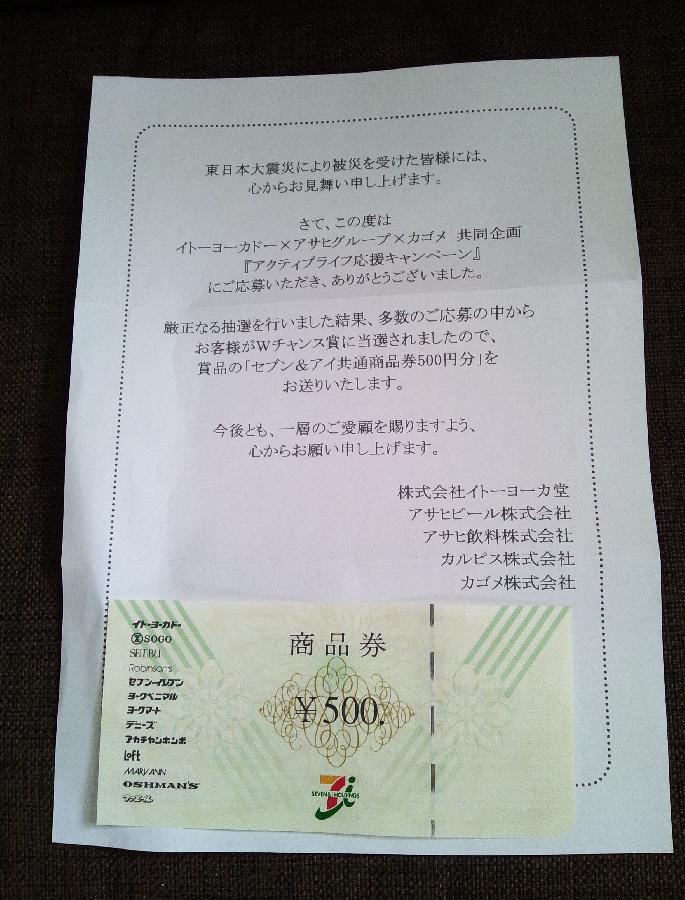 東日本大震災により被災を受けた皆様には、
心からお見舞い申し上げます。
さて、この度は
イトーヨーカドー×アサヒグループ×カゴメ 共同企画
『アクティブライフ応援キャンペーン』
にご応募いただき、ありがとうございました。
厳正なる抽選を行いました結果、多数のご応募の中から
お客様がWチャンス賞に当選されましたので、
賞品の「セブン&アイ共通商品券500円分」を
お送りいたします。
今後とも、一層のご愛顧を賜りますよう、
心からお願い申し上げます。
株式会社イトーヨーカ堂
アサヒビール株式会社
アサヒ飲料株式会社
カルピス株式会社
カゴメ株式会社
イトーヨーカドー
SOGO
SEIBU
Robinson's
セブン-イレブン
ヨークベニマル
ヨークマート
デニーズ
アカチャンホンポ
Loft
MARY ANN
OSHMAN'S
ファミール
商品券
¥500.
SEVEN&i HOLDINGS